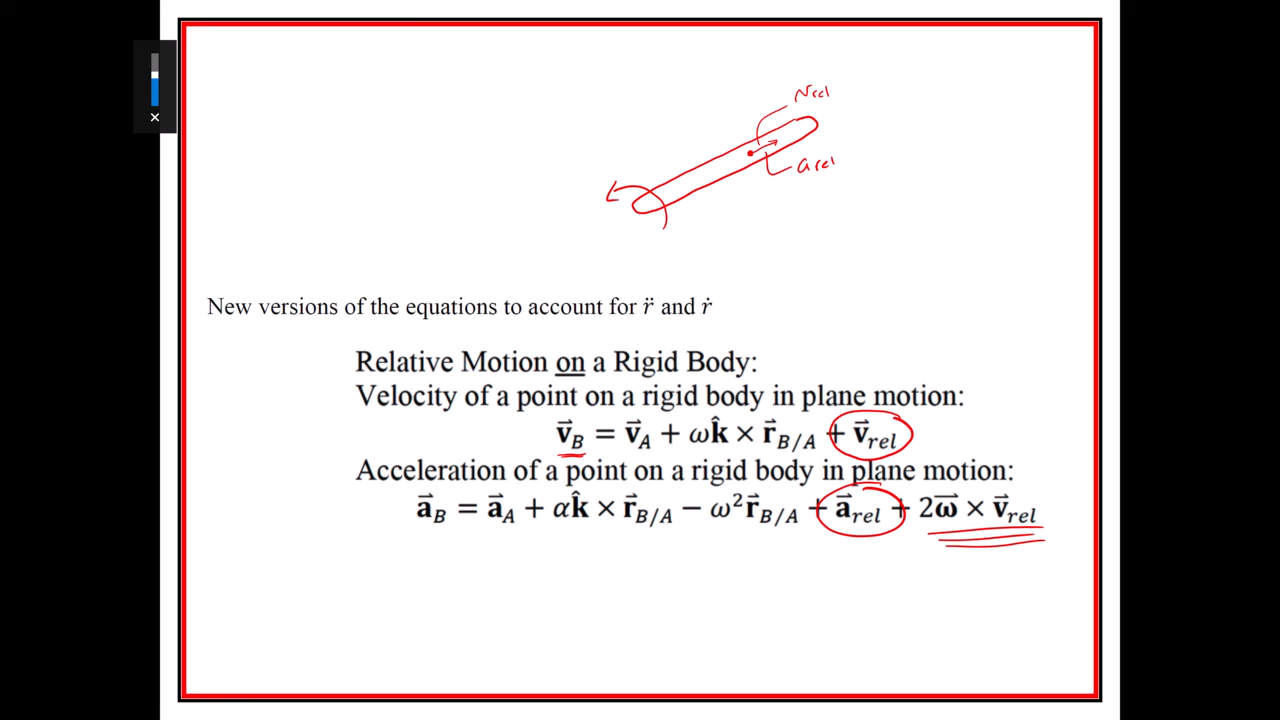 vrel
arel
New versions of the equations to account for r̈ and ṙ
Relative Motion on a Rigid Body:
Velocity of a point on a rigid body in plane motion:
v⃗_B = v⃗_A + ωk̂ × r⃗_B/A + v⃗_rel
Acceleration of a point on a rigid body in plane motion:
a⃗_B = a⃗_A + αk̂ × r⃗_B/A − ω²r⃗_B/A + a⃗_rel + 2ω⃗ × v⃗_rel